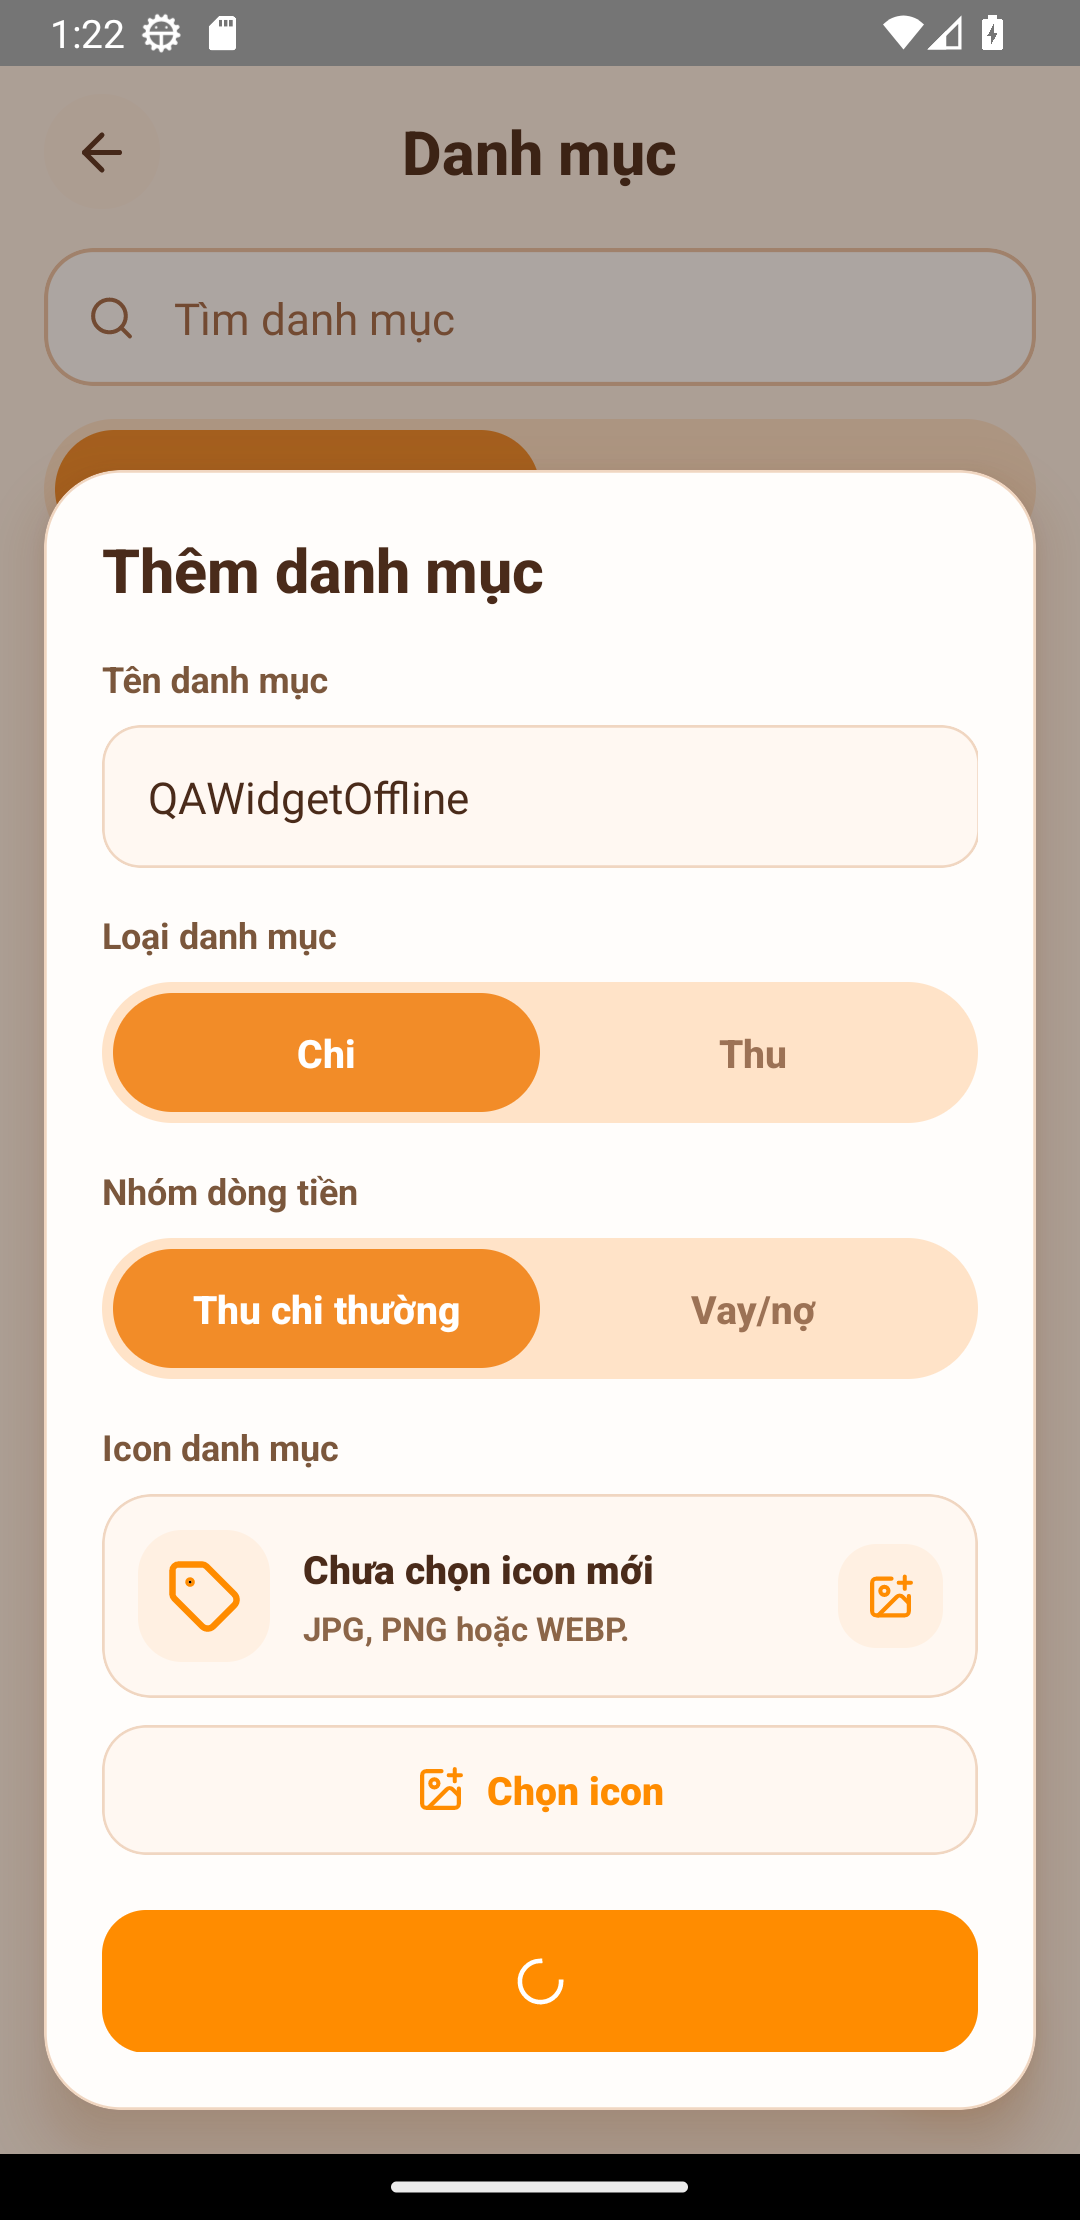 1:22
Danh mục
Tìm danh mục
Thêm danh mục
Tên danh mục
QAWidgetOffline
Loại danh mục
Chi
Thu
Nhóm dòng tiền
Thu chi thường
Vay/nợ
Icon danh mục
Chưa chọn icon mới
JPG, PNG hoặc WEBP.
Chọn icon